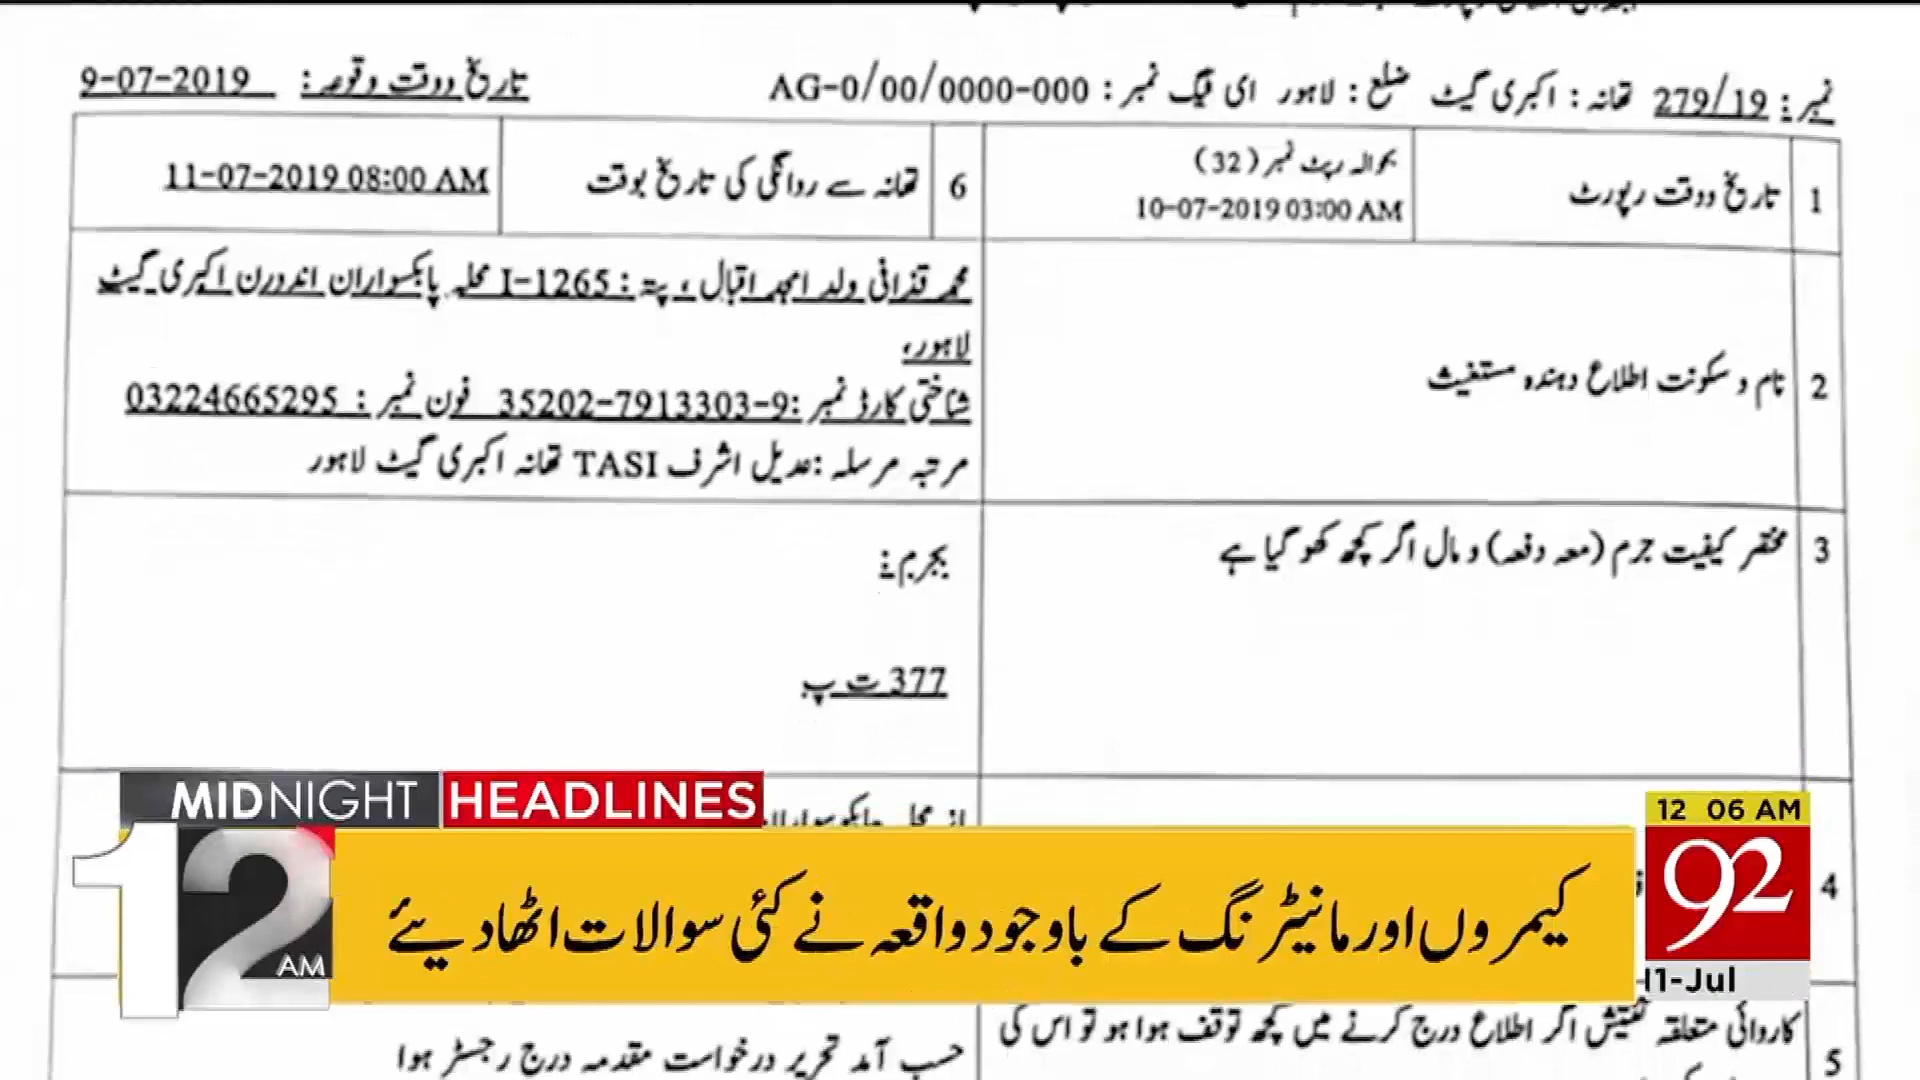 نمبر: 279/19 تھانہ: اکبری گیٹ ضلع: لاہور ای ٹیگ نمبر: AG-0/00/0000-000 تاریخ و وقت وقوعہ: 9-07-2019
1 تاریخ و وقت رپورٹ بحوالہ رپٹ نمبر (32)
10-07-2019 03:00 AM
6 تھانہ سے روانگی کی تاریخ بوقت 11-07-2019 08:00 AM
2 نام و سکونت اطلاع دہندہ مستغیث
محمد قذافی ولد امجد اقبال، پتہ: I-1265 محلہ چابکسواران اندرون اکبری گیٹ
لاہور،
شناختی کارڈ نمبر: 35202-7913303-9 فون نمبر: 03224665295
مرتبہ مرسلہ: عدیل اشرف TASI تھانہ اکبری گیٹ لاہور
3 مختصر کیفیت جرم (معہ دفعہ) و مال اگر کچھ کھو گیا ہے
بجرم:
377 ت پ
4
MIDNIGHT HEADLINES
12 AM
کیمروں اور مانیٹرنگ کے باوجود واقعہ نے کئی سوالات اٹھا دیئے
12 06 AM
92
11-Jul
5 کاروائی متعلقہ تفتیش اگر اطلاع درج کرنے میں کچھ توقف ہوا ہو تو اس کی
حسب آمد تحریر درخواست مقدمہ درج رجسٹر ہوا